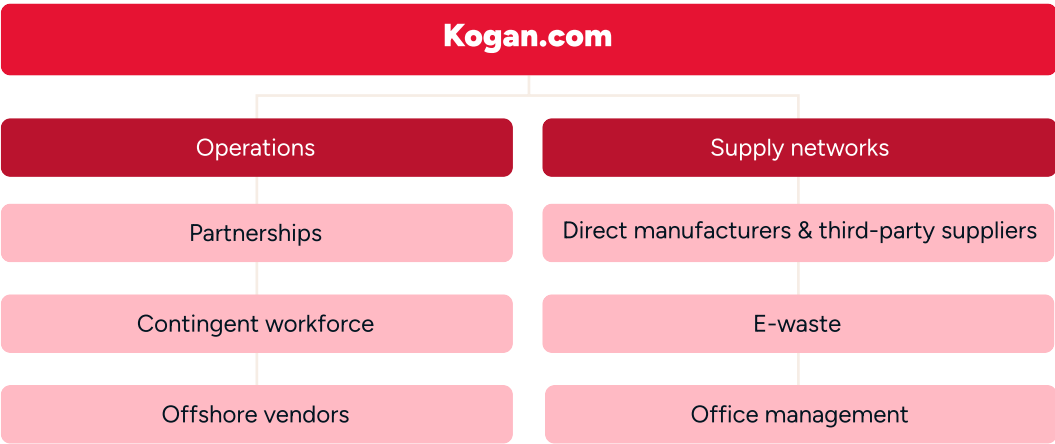 Kogan.com
Operations
Supply networks
Partnerships
Direct manufacturers & third-party suppliers
Contingent workforce
E-waste
Offshore vendors
Office management